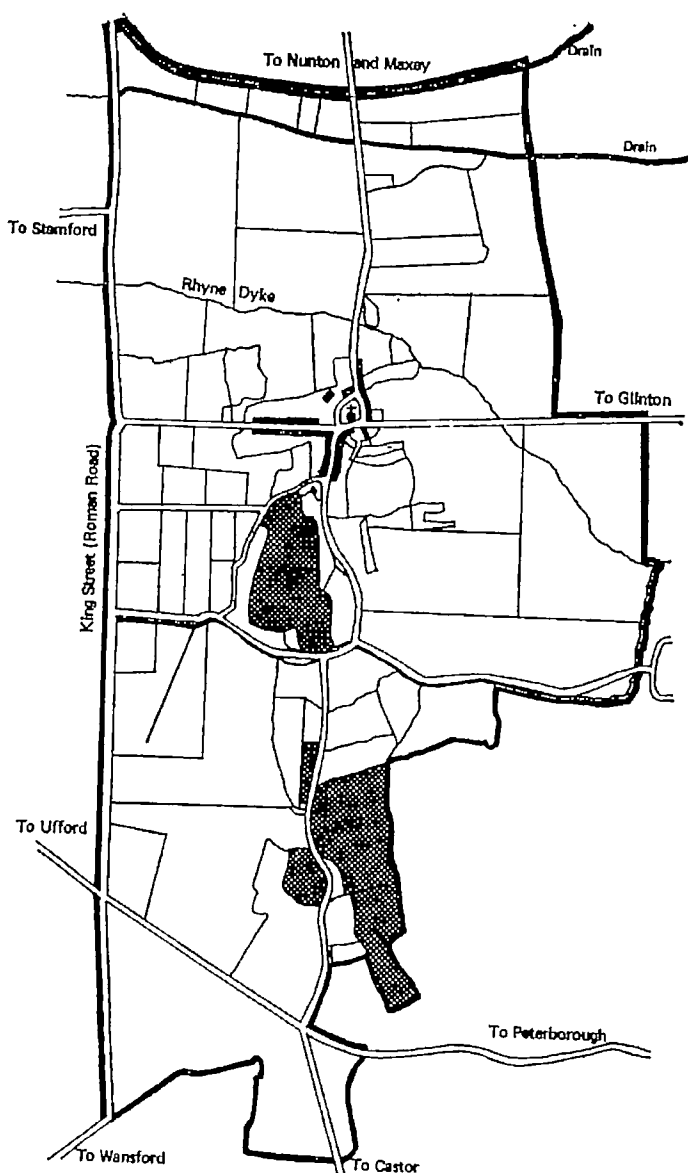 To Nunton and Maxey
Drain
Drain
To Stamford
Rhyne Dyke
To Glinton
King Street (Roman Road)
To Ufford
To Peterborough
To Wansford
To Castor